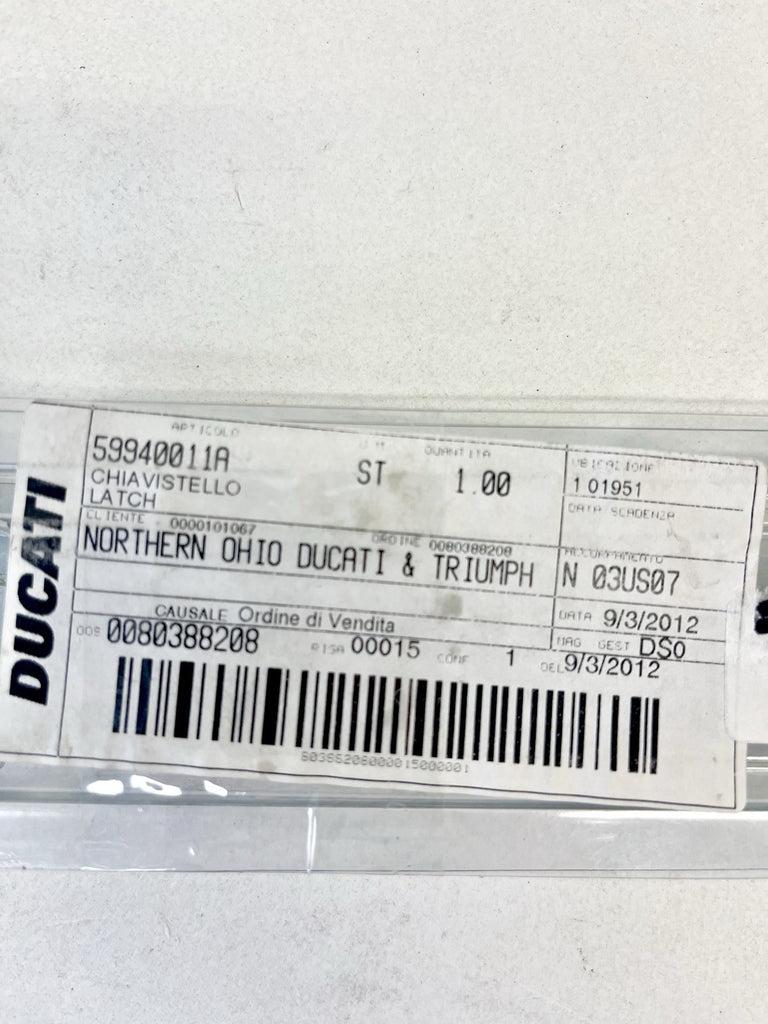 DUCATI
ARTICOLO
U.M
QUANTITA
59940011A
ST
1.00
CHIAVISTELLO
LATCH
UBICAZIONE
1 01951
DATA SCADENZA
CLIENTE 0000101067
ORDINE 0080388208
NORTHERN OHIO DUCATI & TRIUMPH
N 03US07
CAUSALE Ordine di Vendita
DATA 9/3/2012
ODS 0080388208
RIGA 00015
CONF 1
MAG GEST DS0
DEL 9/3/2012